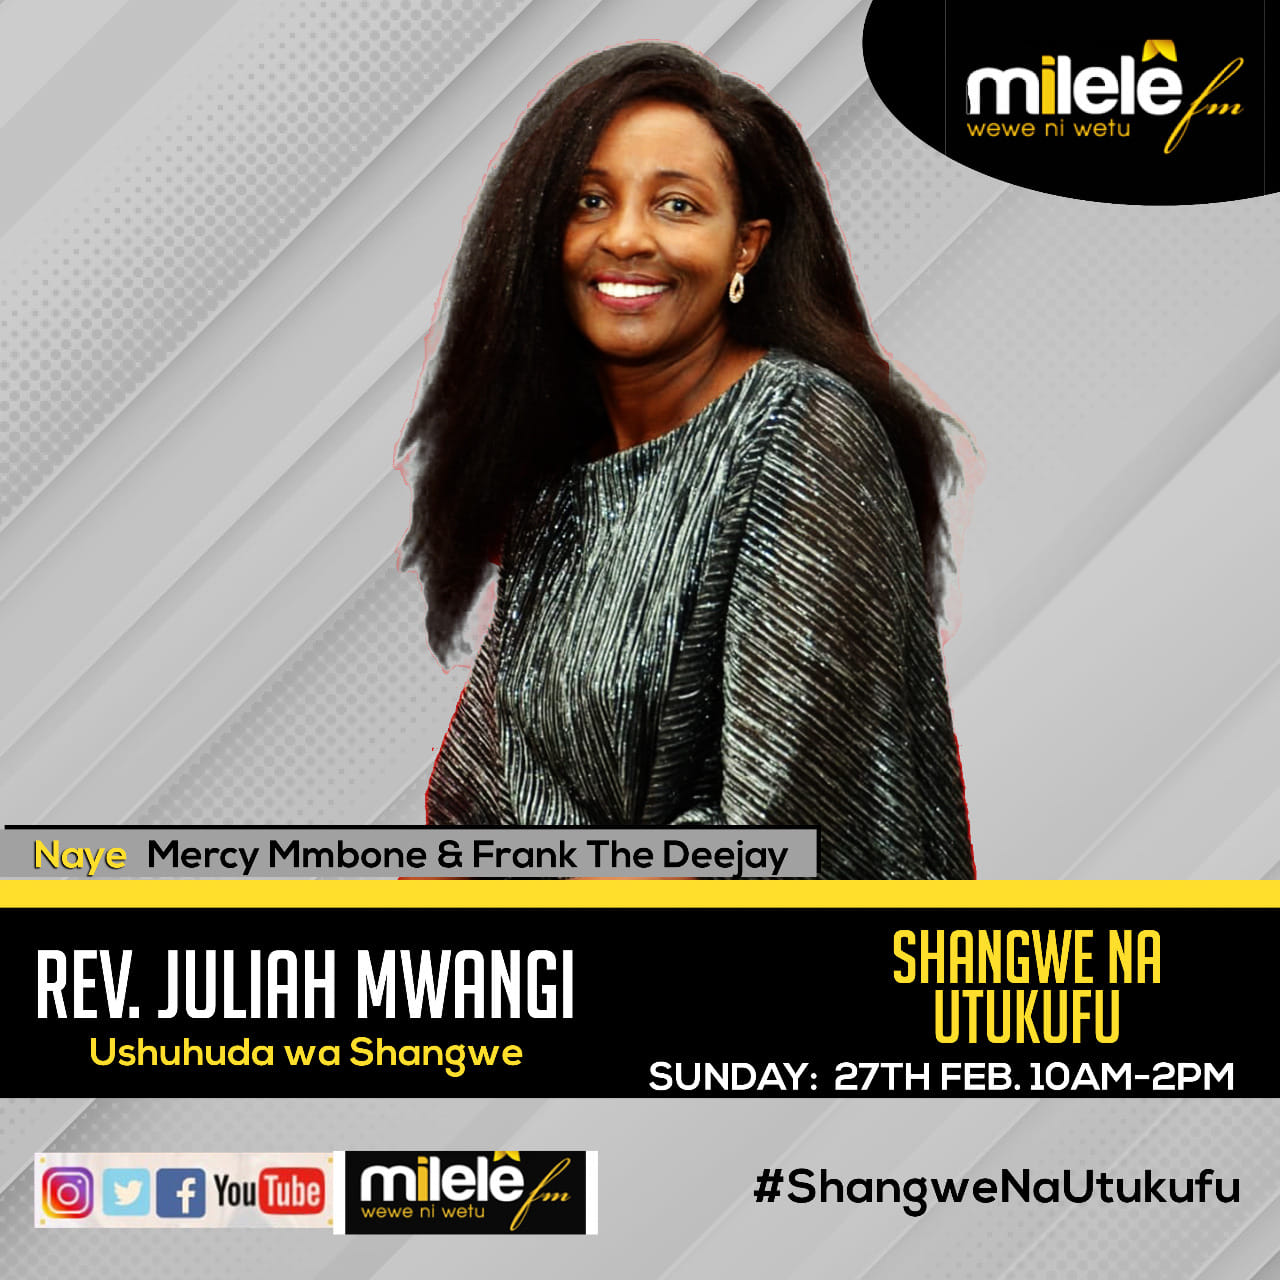 milele fm
wewe ni wetu
Naye Mercy Mmbone & Frank The Deejay
REV. JULIAH MWANGI
Ushuhuda wa Shangwe
SHANGWE NA
UTUKUFU
SUNDAY: 27TH FEB. 10AM-2PM
YouTube
milele fm
wewe ni wetu
#ShangweNaUtukufu